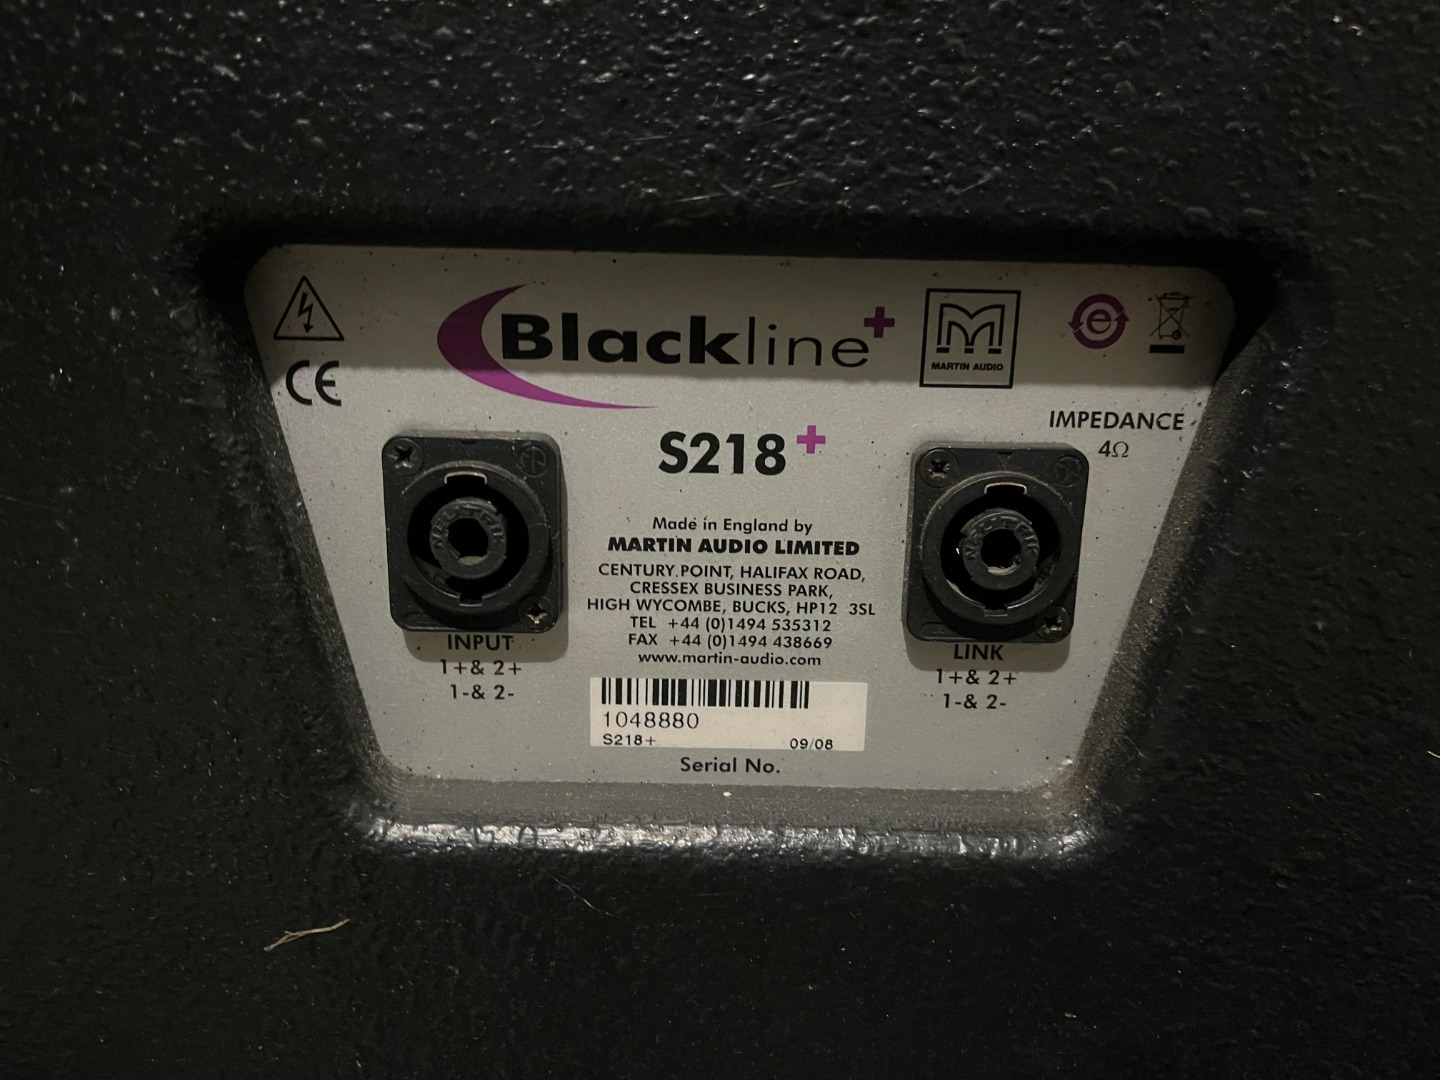 Blackline+
MARTIN AUDIO
e
CE
IMPEDANCE
4Ω
S218+
Made in England by
MARTIN AUDIO LIMITED
CENTURY POINT, HALIFAX ROAD,
CRESSEX BUSINESS PARK,
HIGH WYCOMBE, BUCKS, HP12 3SL
TEL +44 (0)1494 535312
FAX +44 (0)1494 438669
www.martin-audio.com
NEUTRIK
INPUT
1+& 2+
1-& 2-
NEUTRIK
LINK
1+& 2+
1-& 2-
1048880
S218+ 09/08
Serial No.